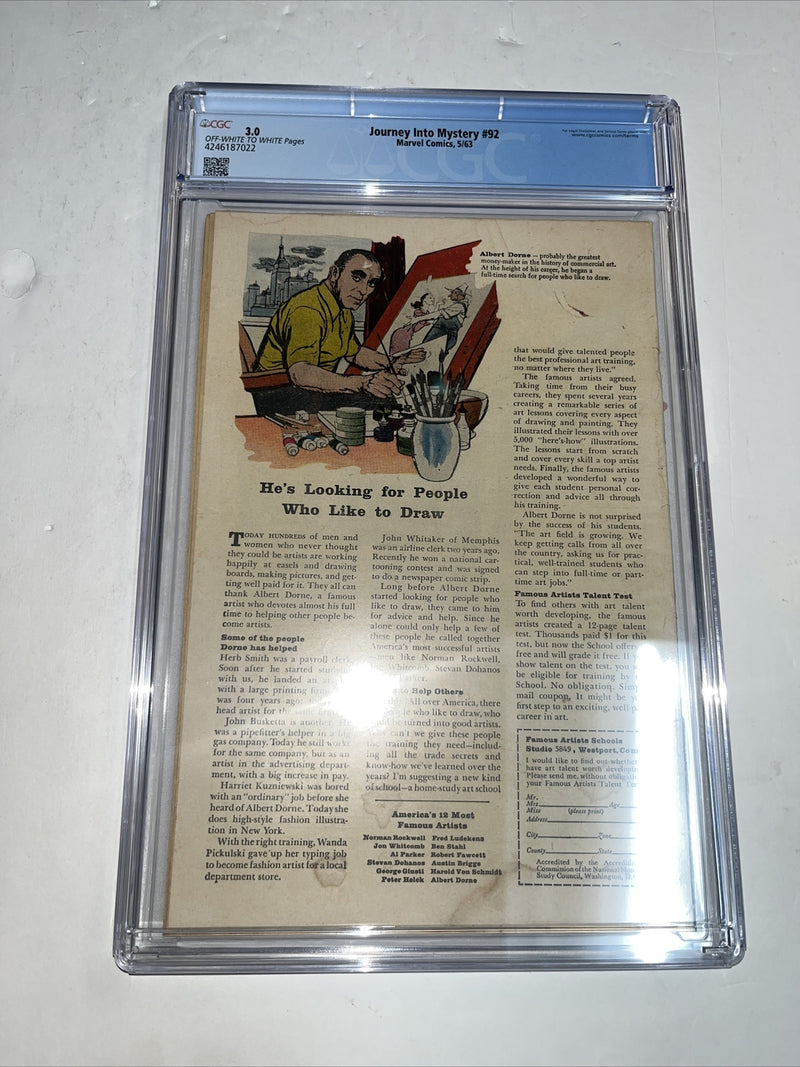 CGC
3.0
OFF-WHITE TO WHITE Pages
4246187022
Journey Into Mystery #92
Marvel Comics, 5/63
www.cgccomics.com/terms
CGC
Albert Dorne — probably the greatest
money-maker in the history of commercial art.
At the height of his career, he began a
full-time search for people who like to draw.
He's Looking for People
Who Like to Draw
TODAY HUNDREDS of men and
women who never thought
they could be artists are working
happily at easels and drawing
boards, making pictures, and get-
ting well paid for it. They all can
thank Albert Dorne, a famous
artist who devotes almost his full
time to helping other people be-
come artists.
Some of the people
Dorne has helped
Herb Smith was a payroll clerk.
Soon after he started
with us, he landed an
with a large printing
was four years ago:
head artist for the same
John Busketta is another. He
was a pipefitter's helper in a big
gas company. Today he still works
for the same company, but as an
artist in the advertising depart-
ment, with a big increase in pay.
Harriet Kuzniewski was bored
with an "ordinary" job before she
heard of Albert Dorne. Today she
does high-style fashion illustra-
tion in New York.
With the right training, Wanda
Pickulski gave up her typing job
to become fashion artist for a local
department store.
John Whitaker of Memphis
was an airline clerk two years ago.
Recently he won a national car-
tooning contest and was signed
to do a newspaper comic strip.
Long before Albert Dorne
started looking for people who
like to draw, they came to him
for advice and help. Since he
alone could only help a few of
these people he called together
America's most successful artists
men like Norman Rockwell,
Whitcomb, Stevan Dohanos
to Help Others
All over America, there
who like to draw, who
could be turned into good artists.
can't we give these people
the training they need—includ-
ing all the trade secrets and
know-how we've learned over the
years? I'm suggesting a new kind
of school—a home-study art school
America's 12 Most
Famous Artists
Norman Rockwell Fred Ludekens
Jon Whitcomb Ben Stahl
Al Parker Robert Fawcett
Stevan Dohanos Austin Briggs
George Giusti Harold Von Schmidt
Peter Helck Albert Dorne
that would give talented people
the best professional art training,
no matter where they live."
The famous artists agreed.
Taking time from their busy
careers, they spent several years
creating a remarkable series of
art lessons covering every aspect
of drawing and painting. They
illustrated their lessons with over
5,000 "here's-how" illustrations.
The lessons start from scratch
and cover every skill a top artist
needs. Finally, the famous artists
developed a wonderful way to
give each student personal cor-
rection and advice all through
his training.
Albert Dorne is not surprised
by the success of his students.
"The art field is growing. We
keep getting calls from all over
the country, asking us for prac-
tical, well-trained students who
can step into full-time or part-
time art jobs."
Famous Artists Talent Test
To find others with art talent
worth developing, the famous
artists created a 12-page talent
test. Thousands paid $1 for this
test, but now the School offers
free and will grade it free. If
show talent on the test, you
be eligible for training by
School. No obligation.
mail coupon. It might be
first step to an exciting,
career in art.
Famous Artists Schools
Studio 5849, Westport,
I would like to find out whether
have art talent worth
Please send me, without
your Famous Artists Talent
Mr.
Mrs. Age
Miss (please print)
Address
City Zone
County State
Accredited by the
Commission of the National
Study Council, Washington,